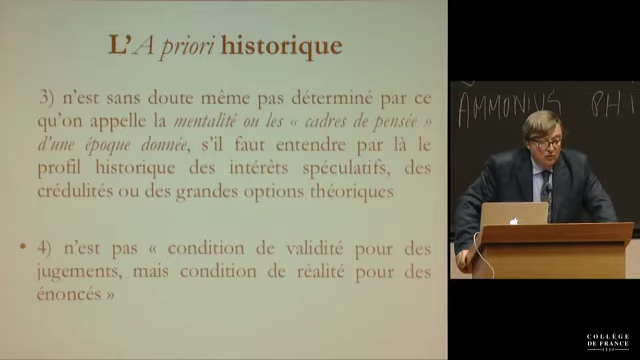 L'A priori historique
3) n'est sans doute même pas déterminé par ce
qu'on appelle la mentalité ou les « cadres de pensée »
d'une époque donnée, s'il faut entendre par là le
profil historique des intérêts spéculatifs, des
crédulités ou des grandes options théoriques
• 4) n'est pas « condition de validité pour des
jugements, mais condition de réalité pour des
énoncés »
AMMONIUS PHI
COLLÈGE
DE FRANCE
1530